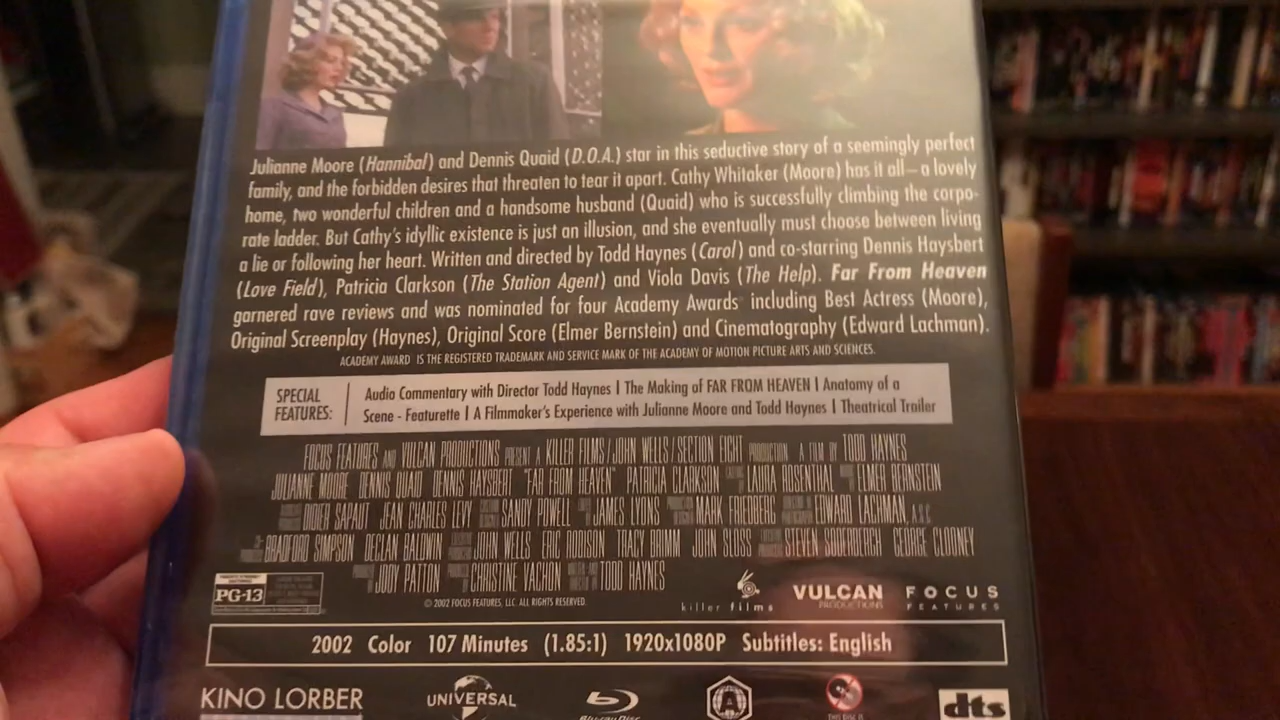 Julianne Moore (Hannibal) and Dennis Quaid (D.O.A.) star in this seductive story of a seemingly perfect
family, and the forbidden desires that threaten to tear it apart. Cathy Whitaker (Moore) has it all—a lovely
home, two wonderful children and a handsome husband (Quaid) who is successfully climbing the corpo-
rate ladder. But Cathy's idyllic existence is just an illusion, and she eventually must choose between living
a lie or following her heart. Written and directed by Todd Haynes (Carol) and co-starring Dennis Haysbert
(Love Field), Patricia Clarkson (The Station Agent) and Viola Davis (The Help). Far From Heaven
garnered rave reviews and was nominated for four Academy Awards including Best Actress (Moore),
Original Screenplay (Haynes), Original Score (Elmer Bernstein) and Cinematography (Edward Lachman).
ACADEMY AWARD IS THE REGISTERED TRADEMARK AND SERVICE MARK OF THE ACADEMY OF MOTION PICTURE ARTS AND SCIENCES.
SPECIAL FEATURES:
Audio Commentary with Director Todd Haynes | The Making of FAR FROM HEAVEN | Anatomy of a
Scene - Featurette | A Filmmaker's Experience with Julianne Moore and Todd Haynes | Theatrical Trailer
FOCUS FEATURES AND VULCAN PRODUCTIONS PRESENT A KILLER FILMS/JOHN WELLS/SECTION EIGHT PRODUCTION A FILM BY TODD HAYNES
JULIANNE MOORE DENNIS QUAID DENNIS HAYSBERT "FAR FROM HEAVEN" PATRICIA CLARKSON LAURA ROSENTHAL ELMER BERNSTEIN
DIDIER SAPAUT JEAN CHARLES LEVY SANDY POWELL JAMES LYONS MARK FRIEDBERG EDWARD LACHMAN, A.S.C.
BRADFORD SIMPSON DECLAN BALDWIN JOHN WELLS ERIC ROBISON TRACY BRIMM JOHN SLOSS STEVEN SODERBERGH GEORGE CLOONEY
JODY PATTON CHRISTINE VACHON TODD HAYNES
PG-13
© 2002 FOCUS FEATURES, LLC. ALL RIGHTS RESERVED.
killer films
VULCAN
PRODUCTIONS
FOCUS
FEATURES
2002 Color 107 Minutes (1.85:1) 1920x1080P Subtitles: English
KINO LORBER
UNIVERSAL
Blu-ray Disc
A
THIS DISC IS
dts